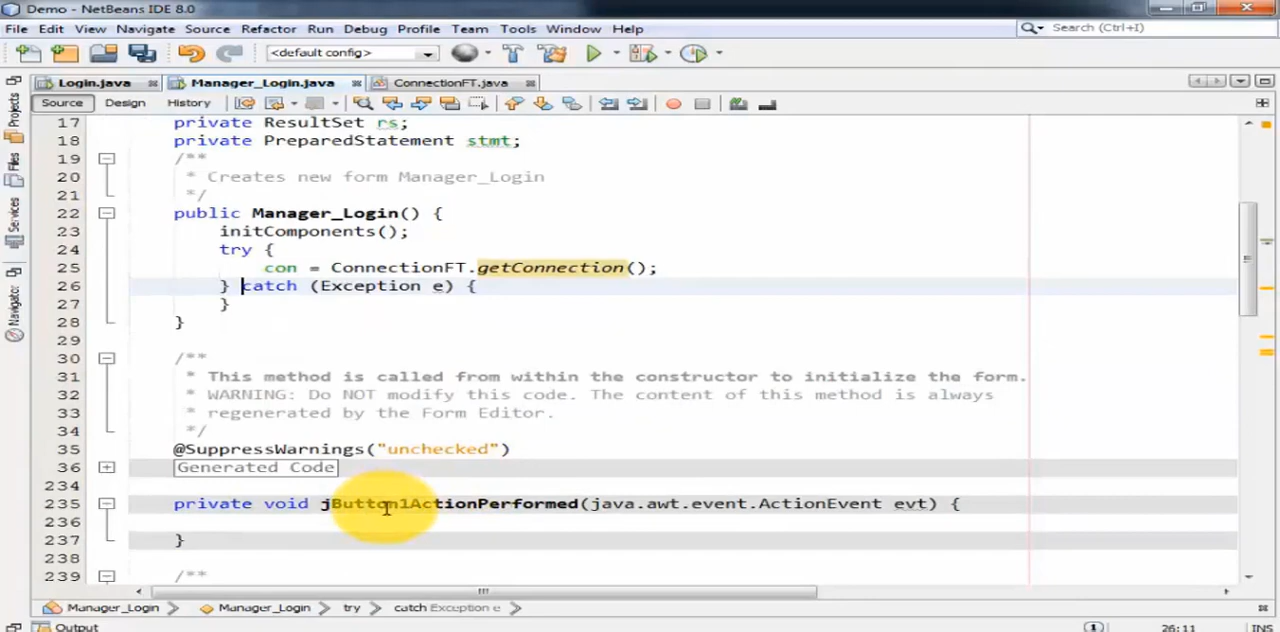 Demo - NetBeans IDE 8.0
File Edit View Navigate Source Refactor Run Debug Profile Team Tools Window Help
Search (Ctrl+I)
<default config>
Login.java Manager_Login.java ConnectionFT.java
Source Design History
Projects
Files
Services
Navigator
17 private ResultSet rs;
18 private PreparedStatement stmt;
19 /**
20 * Creates new form Manager_Login
21 */
22 public Manager_Login() {
23 initComponents();
24 try {
25 con = ConnectionFT.getConnection();
26 } catch (Exception e) {
27 }
28 }
29
30 /**
31 * This method is called from within the constructor to initialize the form.
32 * WARNING: Do NOT modify this code. The content of this method is always
33 * regenerated by the Form Editor.
34 */
35 @SuppressWarnings("unchecked")
36 Generated Code
234
235 private void jButton1ActionPerformed(java.awt.event.ActionEvent evt) {
236
237 }
238
239 /**
Manager_Login Manager_Login try catch Exception e
Output 1 26:11 INS